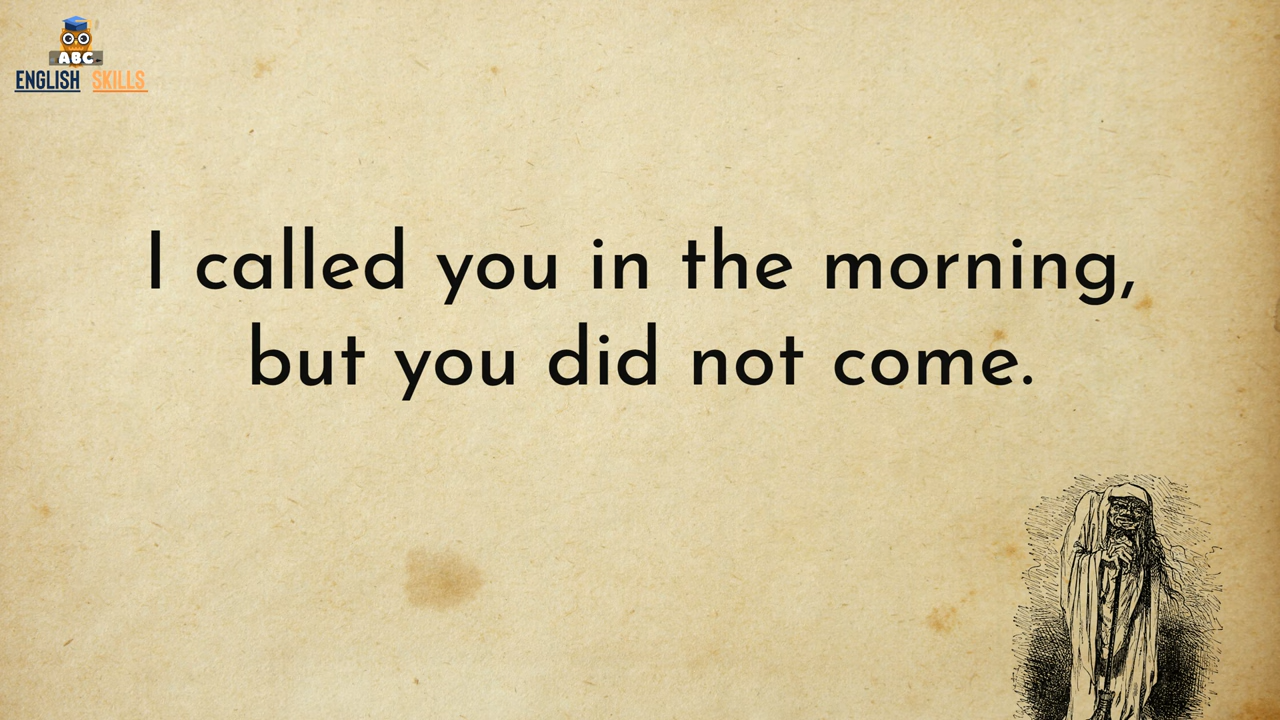 ABC
ENGLISH SKILLS
I called you in the morning,
but you did not come.